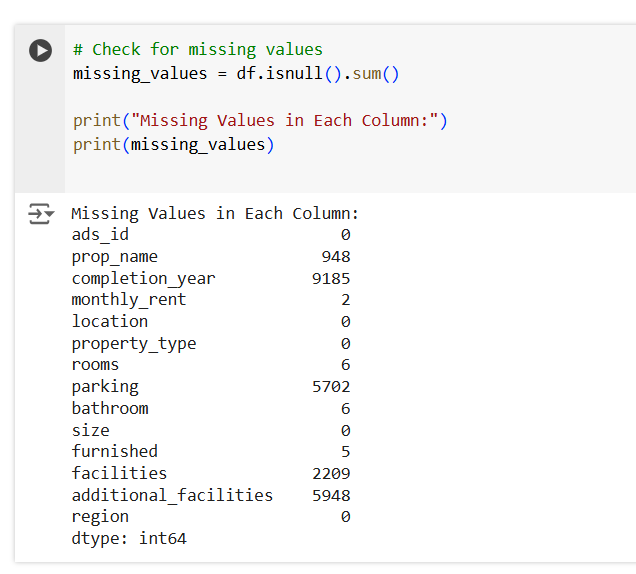 # Check for missing values
missing_values = df.isnull().sum()
print("Missing Values in Each Column:")
print(missing_values)
Missing Values in Each Column:
ads_id 0
prop_name 948
completion_year 9185
monthly_rent 2
location 0
property_type 0
rooms 6
parking 5702
bathroom 6
size 0
furnished 5
facilities 2209
additional_facilities 5948
region 0
dtype: int64